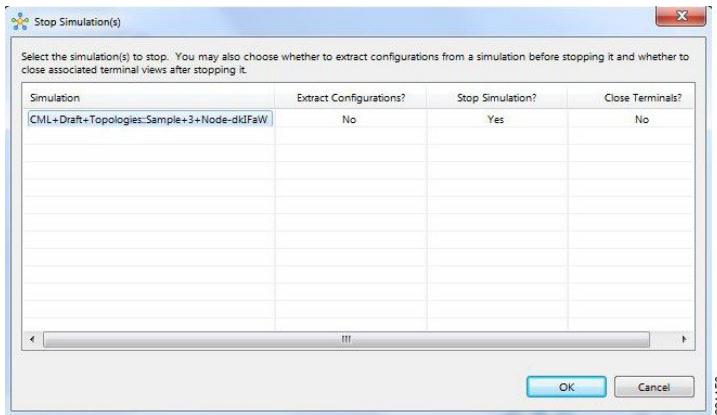 Stop Simulation(s)
Select the simulation(s) to stop. You may also choose whether to extract configurations from a simulation before stopping it and whether to
close associated terminal views after stopping it.
Simulation Extract Configurations? Stop Simulation? Close Terminals?
CML+Draft+Topologies::Sample+3+Node-dkIFaW No Yes No
OK Cancel